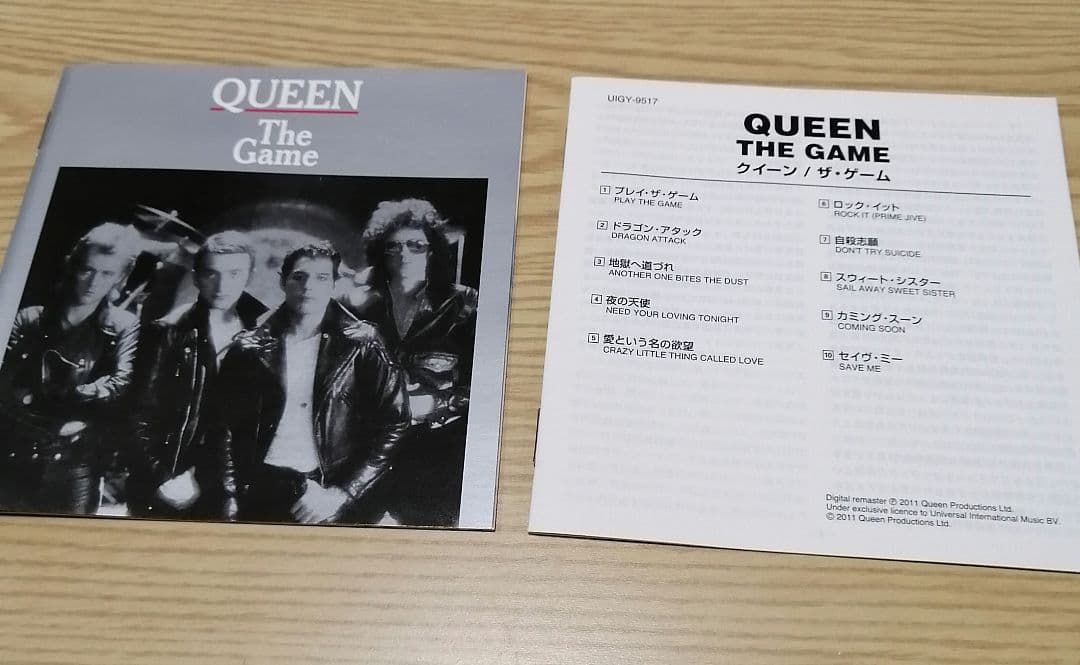 QUEEN
The
Game
UIGY-9517
QUEEN
THE GAME
クイーン / ザ・ゲーム
1 プレイ・ザ・ゲーム
PLAY THE GAME
2 ドラゴン・アタック
DRAGON ATTACK
3 地獄へ道づれ
ANOTHER ONE BITES THE DUST
4 夜の天使
NEED YOUR LOVING TONIGHT
5 愛という名の欲望
CRAZY LITTLE THING CALLED LOVE
6 ロック・イット
ROCK IT (PRIME JIVE)
7 自殺志願
DON'T TRY SUICIDE
8 スウィート・シスター
SAIL AWAY SWEET SISTER
9 カミング・スーン
COMING SOON
10 セイヴ・ミー
SAVE ME
Digital remaster ℗ 2011 Queen Productions Ltd.
Under exclusive licence to Universal International Music BV.
© 2011 Queen Productions Ltd.